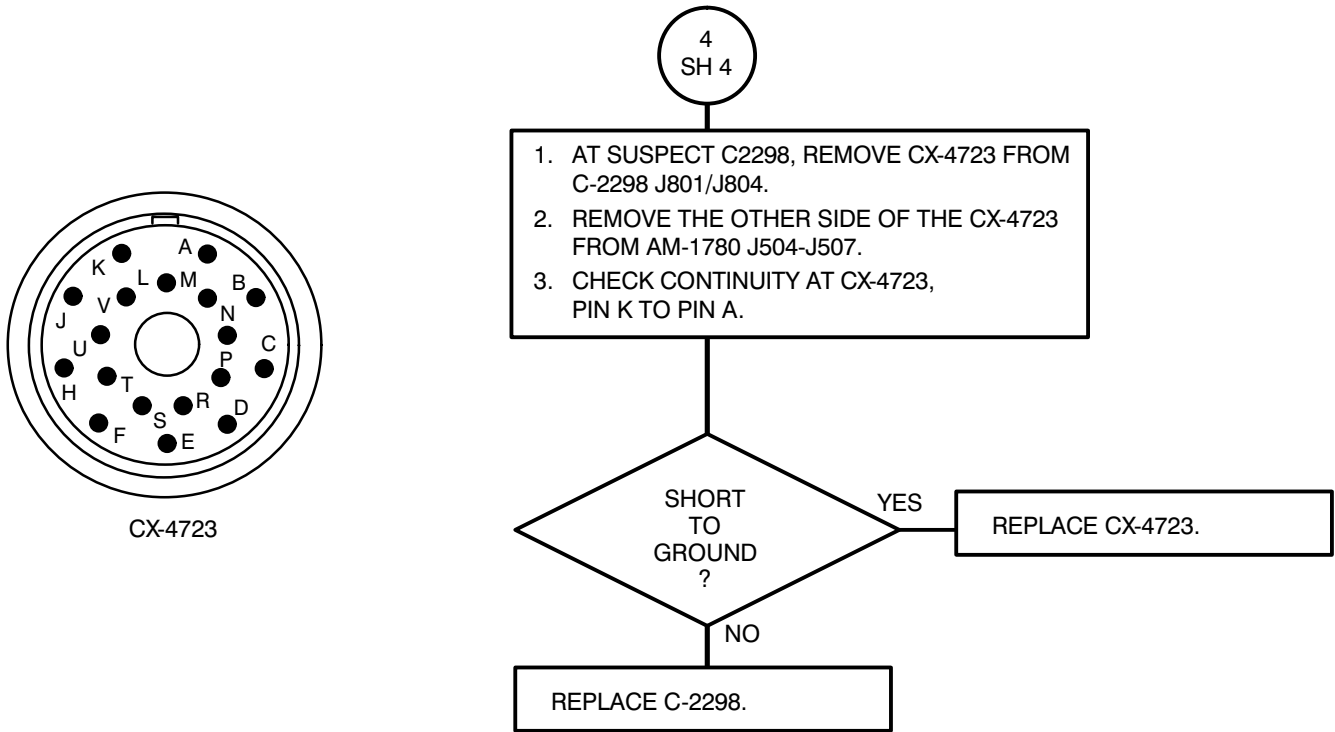 4
SH 4
1. AT SUSPECT C2298, REMOVE CX-4723 FROM
C-2298 J801/J804.
2. REMOVE THE OTHER SIDE OF THE CX-4723
FROM AM-1780 J504-J507.
3. CHECK CONTINUITY AT CX-4723,
PIN K TO PIN A.
K
A
L
M
B
J
V
N
U
C
P
H
T
R
D
F
S
E
CX-4723
SHORT
TO
GROUND
?
YES
REPLACE CX-4723.
NO
REPLACE C-2298.